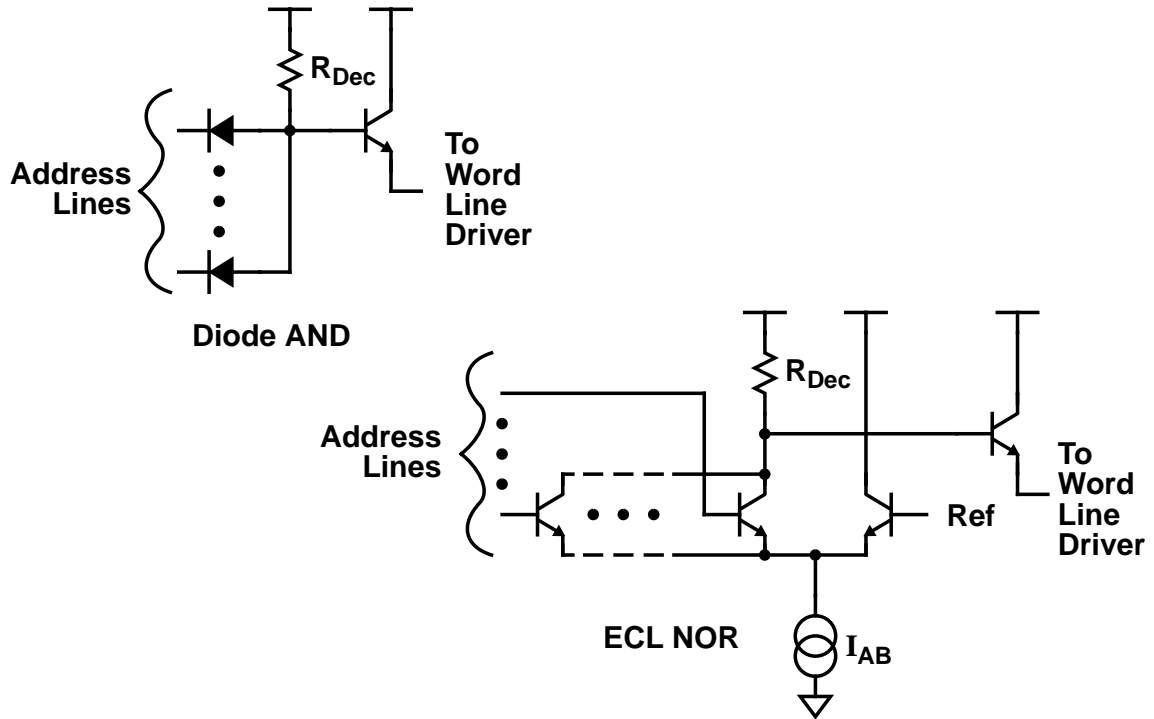 R_Dec
Address
Lines
To
Word
Line
Driver
Diode AND
R_Dec
Address
Lines
Ref
To
Word
Line
Driver
ECL NOR
I_AB